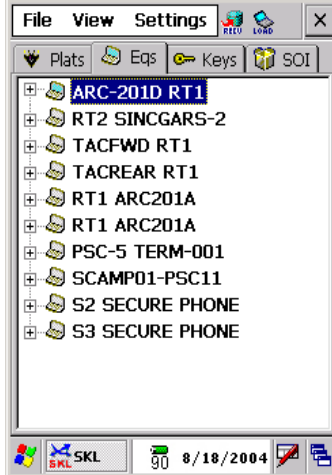 File View Settings RECV LOAD X
Plats Eqs Keys SOI
ARC-201D RT1
RT2 SINCGARS-2
TACFWD RT1
TACREAR RT1
RT1 ARC201A
RT1 ARC201A
PSC-5 TERM-001
SCAMP01-PSC11
S2 SECURE PHONE
S3 SECURE PHONE
SKL SKL 90 8/18/2004